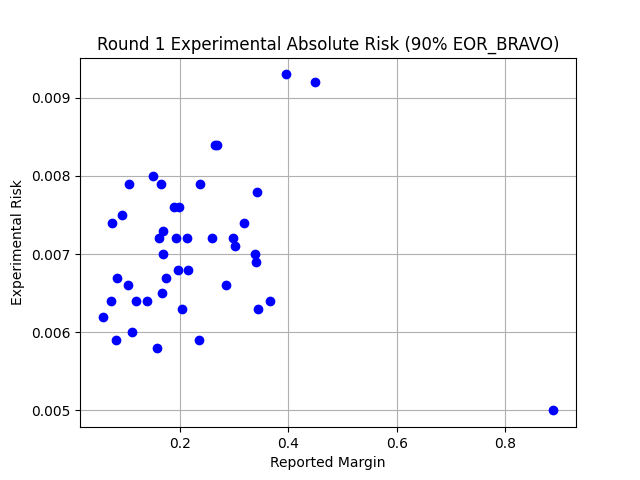 Round 1 Experimental Absolute Risk (90% EOR_BRAVO)
0.009
0.008
0.007
0.006
0.005
Experimental Risk
0.2 0.4 0.6 0.8
Reported Margin